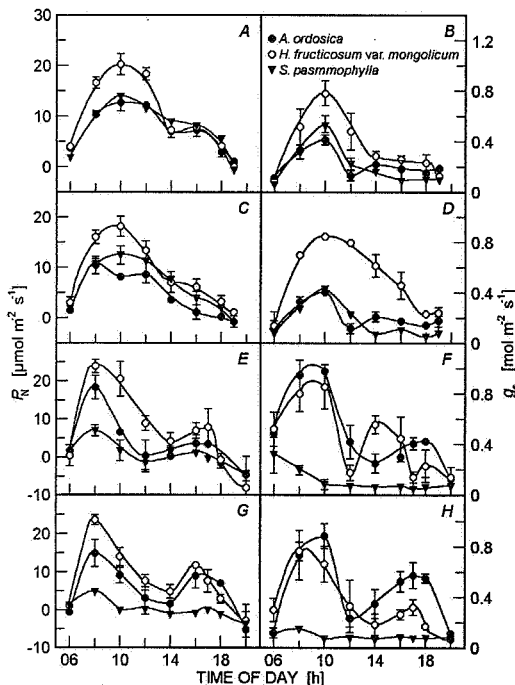 A
B
● A. ordosica
○ H. fructicosum var. mongolicum
▼ S. pasmmophylla
30
20
10
0
1.2
0.8
0.4
0
C
D
20
10
0
0.8
0.4
0
E
F
20
10
0
-10
0.8
0.4
0
G
H
20
10
0
-10
0.8
0.4
0
P_N [µmol m⁻² s⁻¹]
g_s [mol m⁻² s⁻¹]
06 10 14 18 06 10 14 18
TIME OF DAY [h]